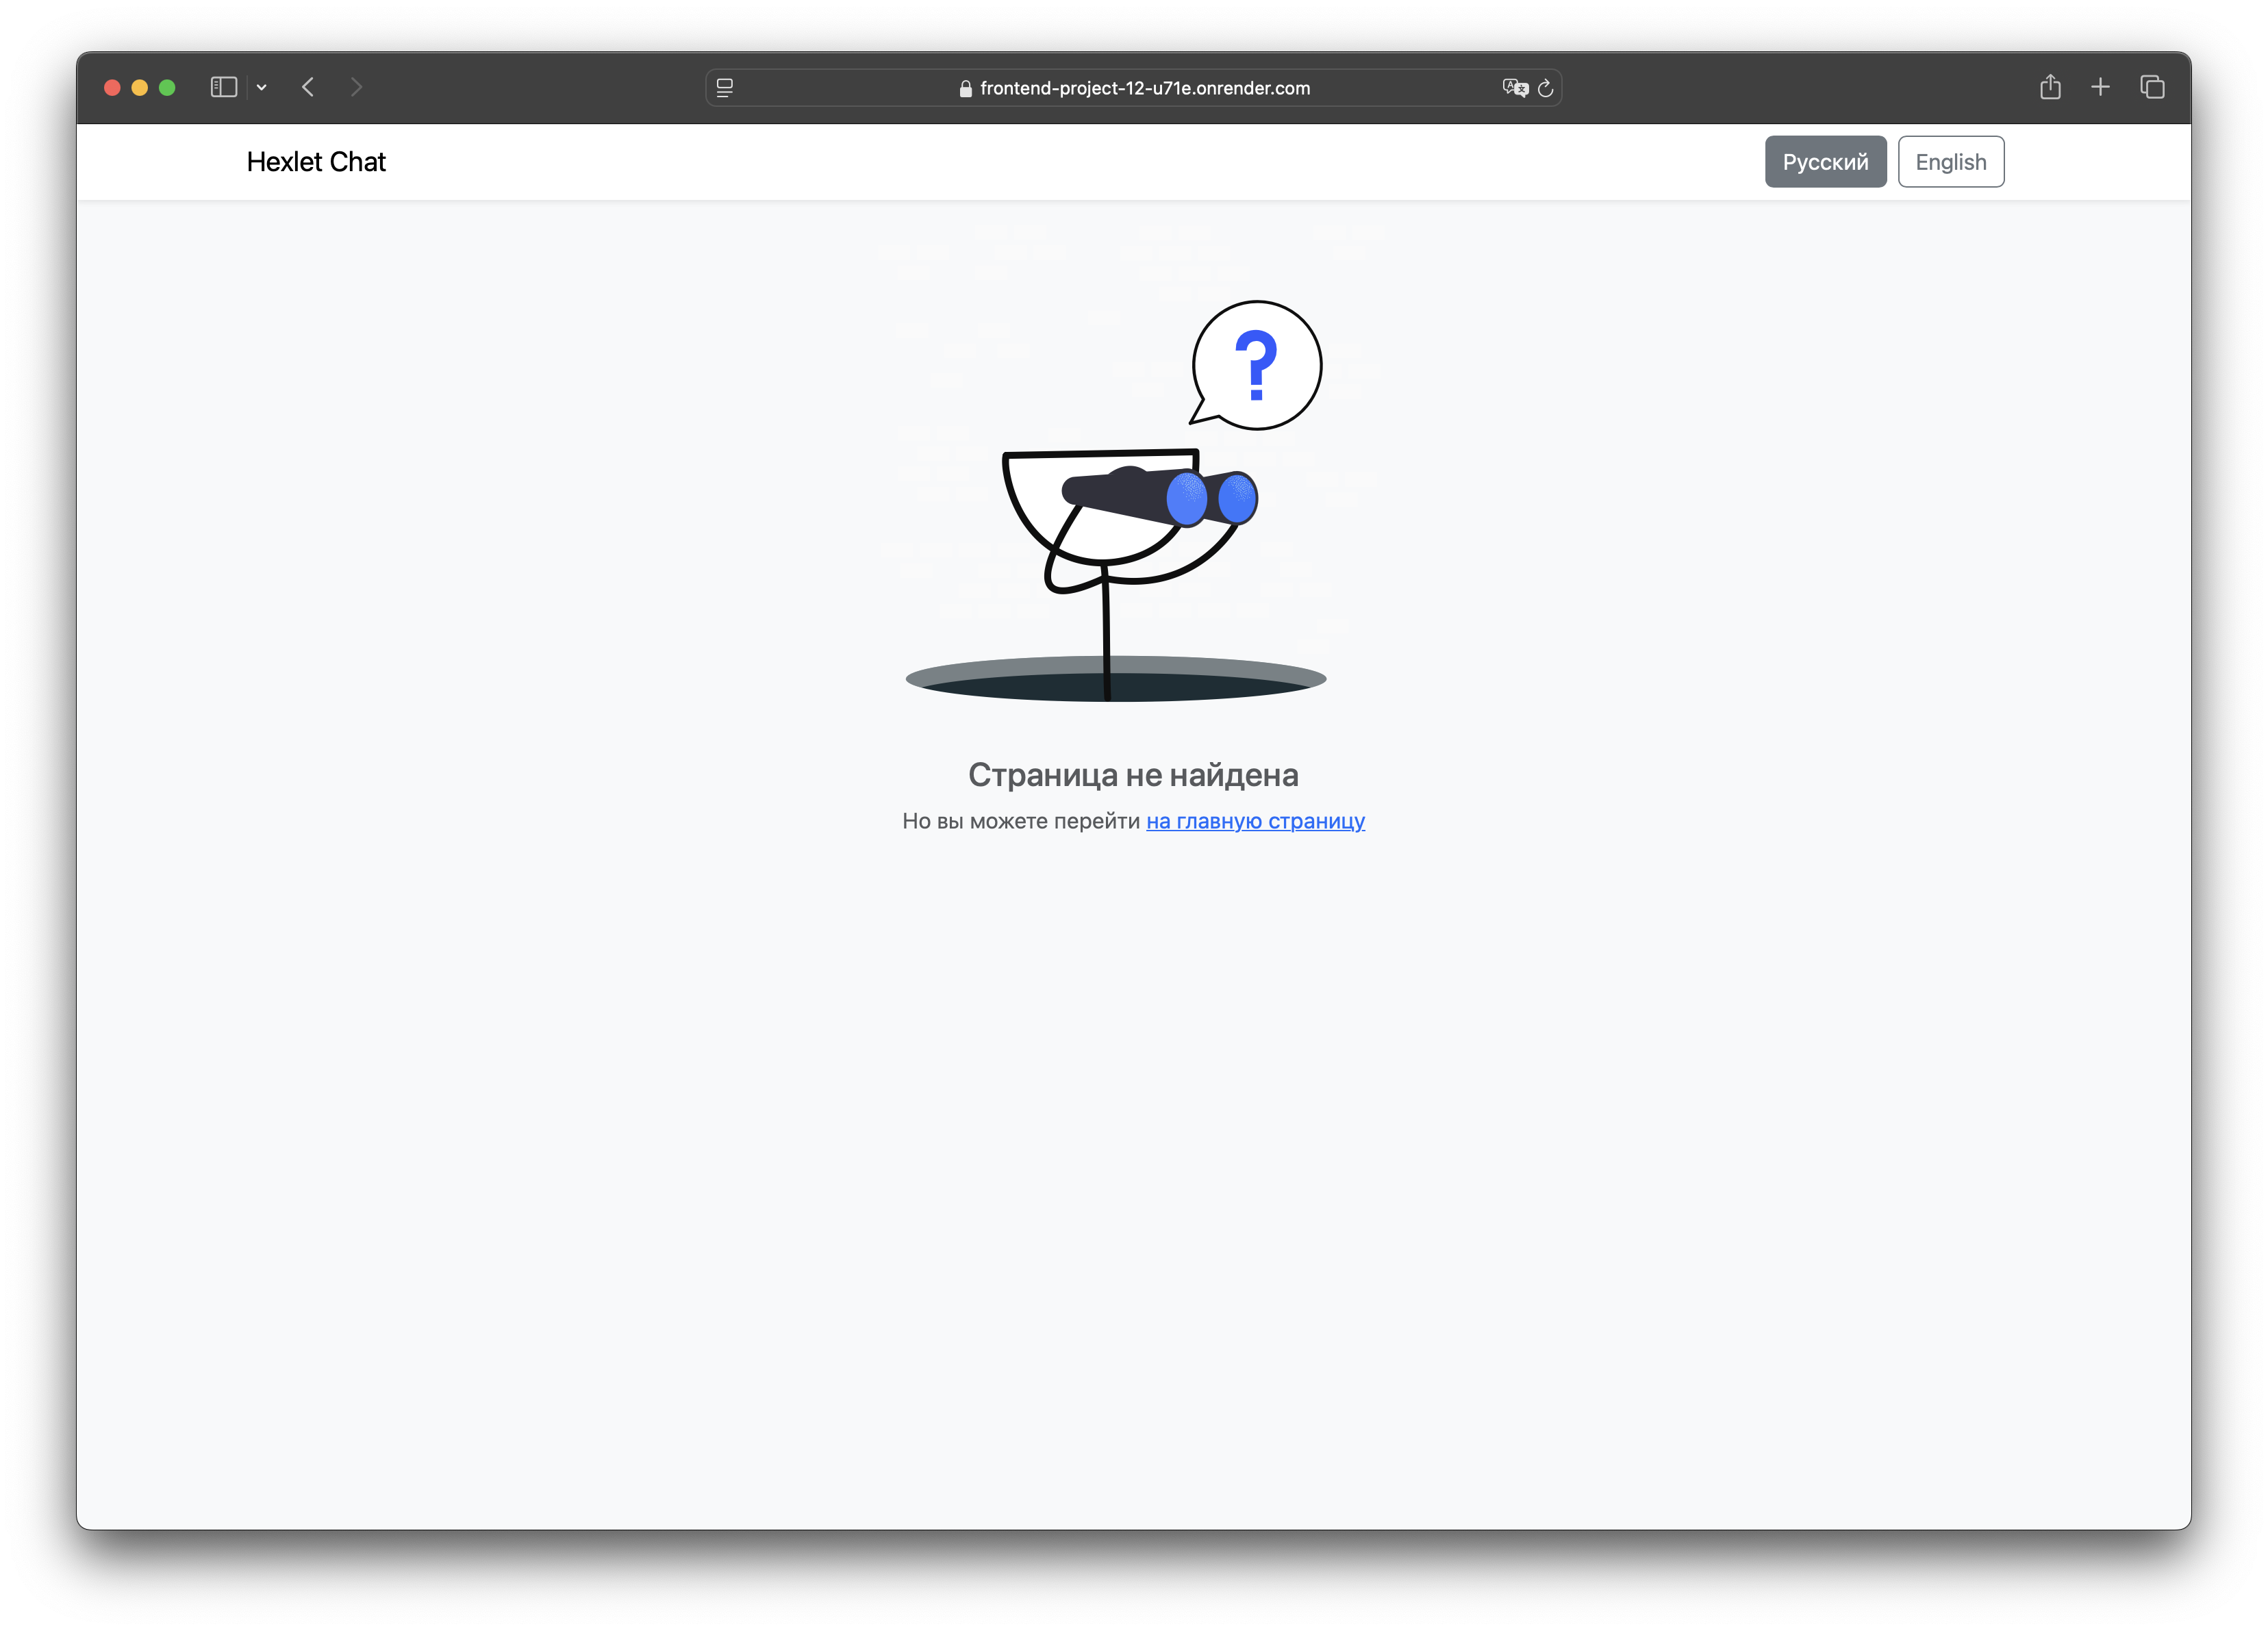 frontend-project-12-u71e.onrender.com
Hexlet Chat
Русский
English
?
Страница не найдена
Но вы можете перейти на главную страницу